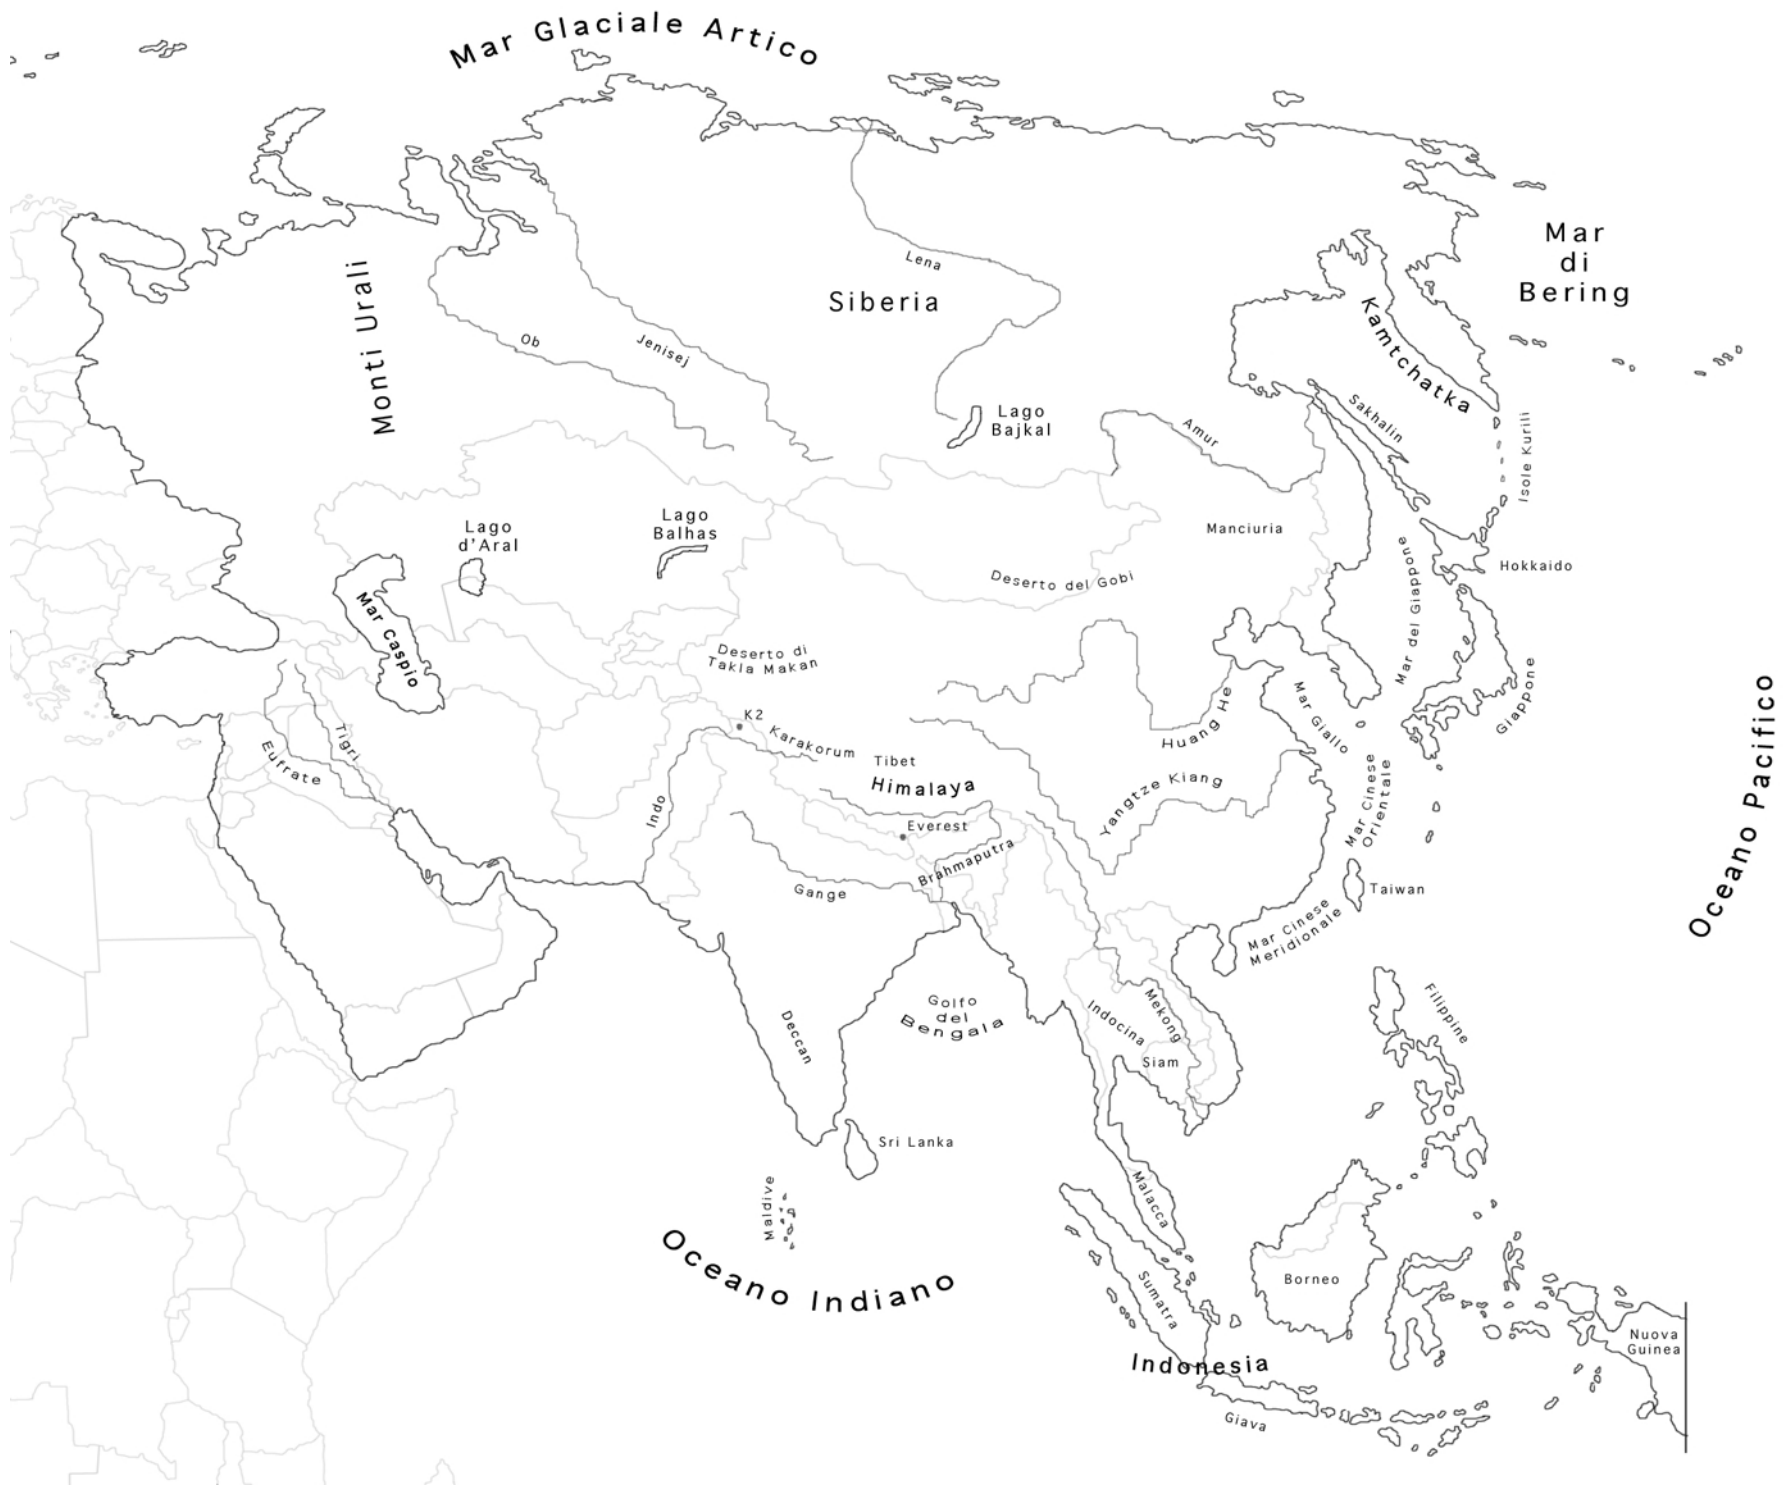 Mar Glaciale Artico
Mar
di
Bering
Monti Urali
Lena
Siberia
Ob
Jenisej
Kamtchatka
Lago
Bajkal
Amur
Sakhalin
Isole Kurili
Lago
d'Aral
Lago
Balhas
Manciuria
Hokkaido
Deserto del Gobi
Mar del Giappone
Mar Caspio
Deserto di
Takla Makan
Giappone
K2
Karakorum
Tibet
Himalaya
Huang He
Mar Giallo
Tigri
Eufrate
Indo
Yangtze Kiang
Mar Cinese
Orientale
Oceano Pacifico
Everest
Brahmaputra
Gange
Taiwan
Mar Cinese
Meridionale
Golfo
del
Bengala
Deccan
Indocina
Mekong
Siam
Filippine
Sri Lanka
Maldive
Malacca
Oceano Indiano
Sumatra
Borneo
Nuova
Guinea
Indonesia
Giava